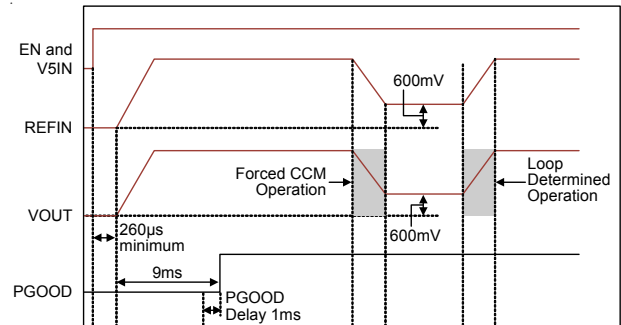 EN and
V5IN
600mV
REFIN
Forced CCM
Operation
Loop
Determined
Operation
VOUT
260µs
minimum
600mV
9ms
PGOOD
PGOOD
Delay 1ms